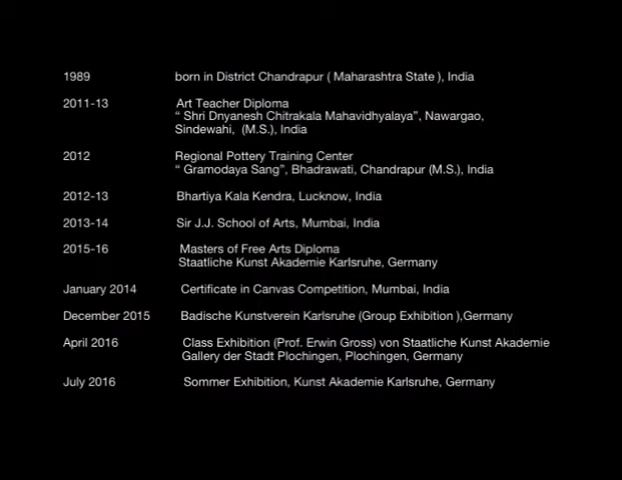 1989 born in District Chandrapur ( Maharashtra State ), India
2011-13 Art Teacher Diploma
“ Shri Dnyanesh Chitrakala Mahavidhyalaya”, Nawargao,
Sindewahi, (M.S.), India
2012 Regional Pottery Training Center
“ Gramodaya Sang”, Bhadrawati, Chandrapur (M.S.), India
2012-13 Bhartiya Kala Kendra, Lucknow, India
2013-14 Sir J.J. School of Arts, Mumbai, India
2015-16 Masters of Free Arts Diploma
Staatliche Kunst Akademie Karlsruhe, Germany
January 2014 Certificate in Canvas Competition, Mumbai, India
December 2015 Badische Kunstverein Karlsruhe (Group Exhibition ),Germany
April 2016 Class Exhibition (Prof. Erwin Gross) von Staatliche Kunst Akademie
Gallery der Stadt Plochingen, Plochingen, Germany
July 2016 Sommer Exhibition, Kunst Akademie Karlsruhe, Germany